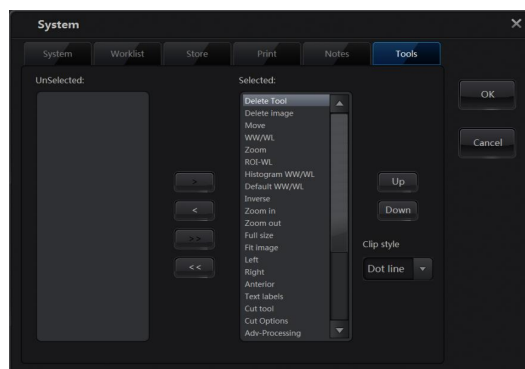 System
System Worklist Store Print Notes Tools
UnSelected:
Selected:
Delete Tool
Delete image
Move
WW/WL
Zoom
ROI-WL
Histogram WW/WL
Default WW/WL
Inverse
Zoom in
Zoom out
Full size
Fit image
Left
Right
Anterior
Text labels
Cut tool
Cut Options
Adv-Processing
>
<
>>
<<
Up
Down
Clip style
Dot line
OK
Cancel